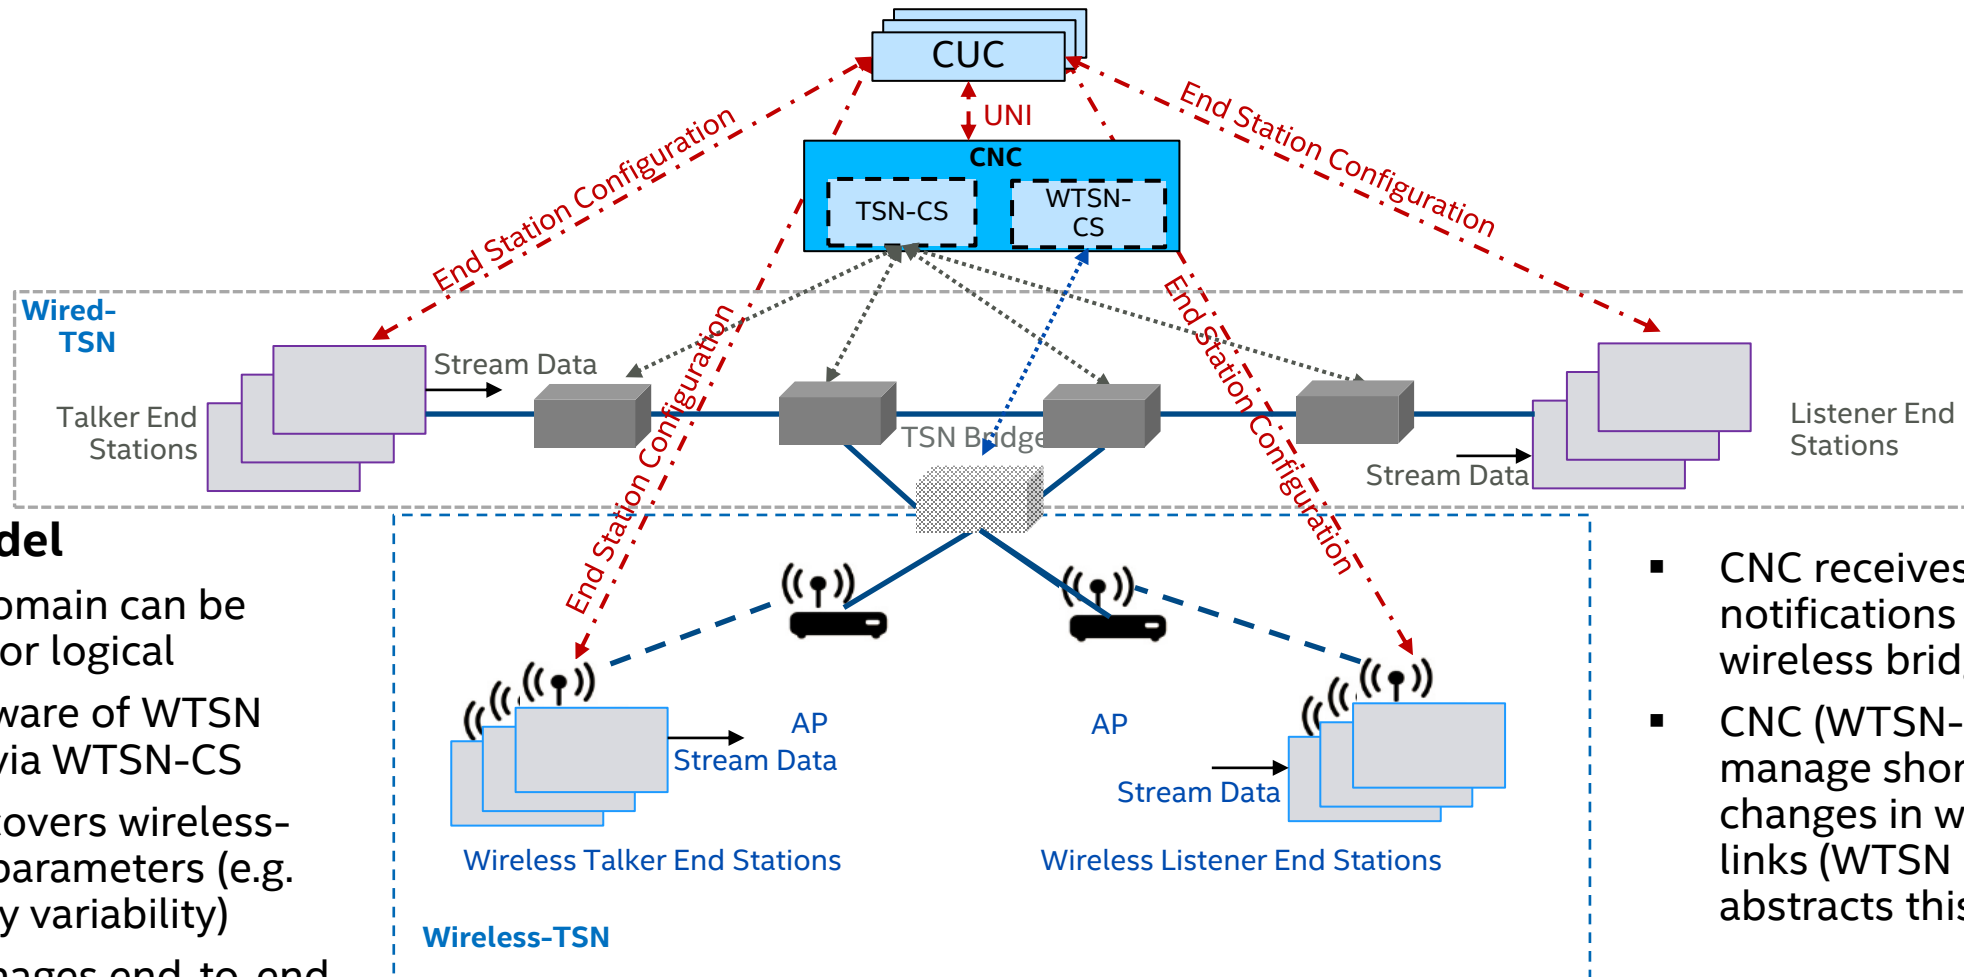 CUC
UNI
CNC
TSN-CS
WTSN-
CS
End Station Configuration
End Station Configuration
End Station Configuration
End Station Configuration
Wired-
TSN
Stream Data
Talker End
Stations
TSN Bridge
Listener End
Stations
Stream Data
del
omain can be
or logical
ware of WTSN
via WTSN-CS
covers wireless-
parameters (e.g.
y variability)
nages end-to-end
AP
AP
Stream Data
Stream Data
Wireless Talker End Stations
Wireless Listener End Stations
Wireless-TSN
▪ CNC receives
notifications
wireless brid
▪ CNC (WTSN-
manage shor
changes in w
links (WTSN
abstracts this